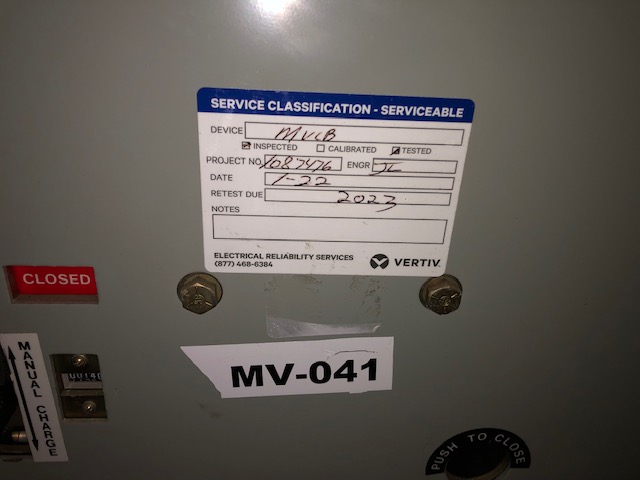 SERVICE CLASSIFICATION - SERVICEABLE
DEVICE MVCB
INSPECTED CALIBRATED TESTED
PROJECT NO. 1087476 ENGR JL
DATE 1-22
RETEST DUE 2023
NOTES
ELECTRICAL RELIABILITY SERVICES
(877) 468-6384 VERTIV.
CLOSED
MANUAL CHARGE
MV-041
PUSH TO CLOSE